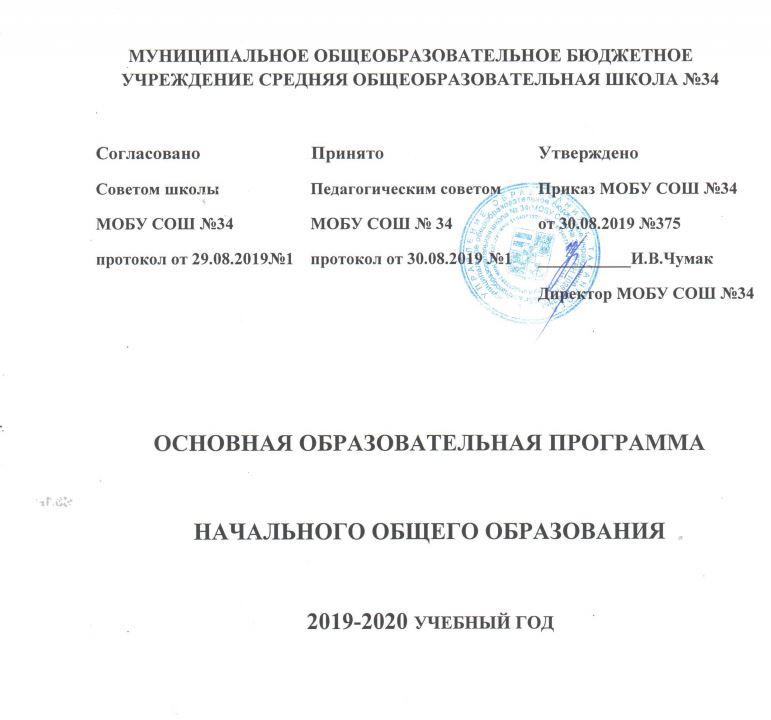 МУНИЦИПАЛЬНОЕ ОБЩЕОБРАЗОВАТЕЛЬНОЕ БЮДЖЕТНОЕ
УЧРЕЖДЕНИЕ СРЕДНЯЯ ОБЩЕОБРАЗОВАТЕЛЬНАЯ ШКОЛА №34
Согласовано Принято Утверждено
Советом школы Педагогическим советом Приказ МОБУ СОШ №34
МОБУ СОШ №34 МОБУ СОШ № 34 от 30.08.2019 №375
протокол от 29.08.2019№1 протокол от 30.08.2019 №1 ___________И.В.Чумак
Директор МОБУ СОШ №34
ОСНОВНАЯ ОБРАЗОВАТЕЛЬНАЯ ПРОГРАММА
НАЧАЛЬНОГО ОБЩЕГО ОБРАЗОВАНИЯ
2019-2020 УЧЕБНЫЙ ГОД